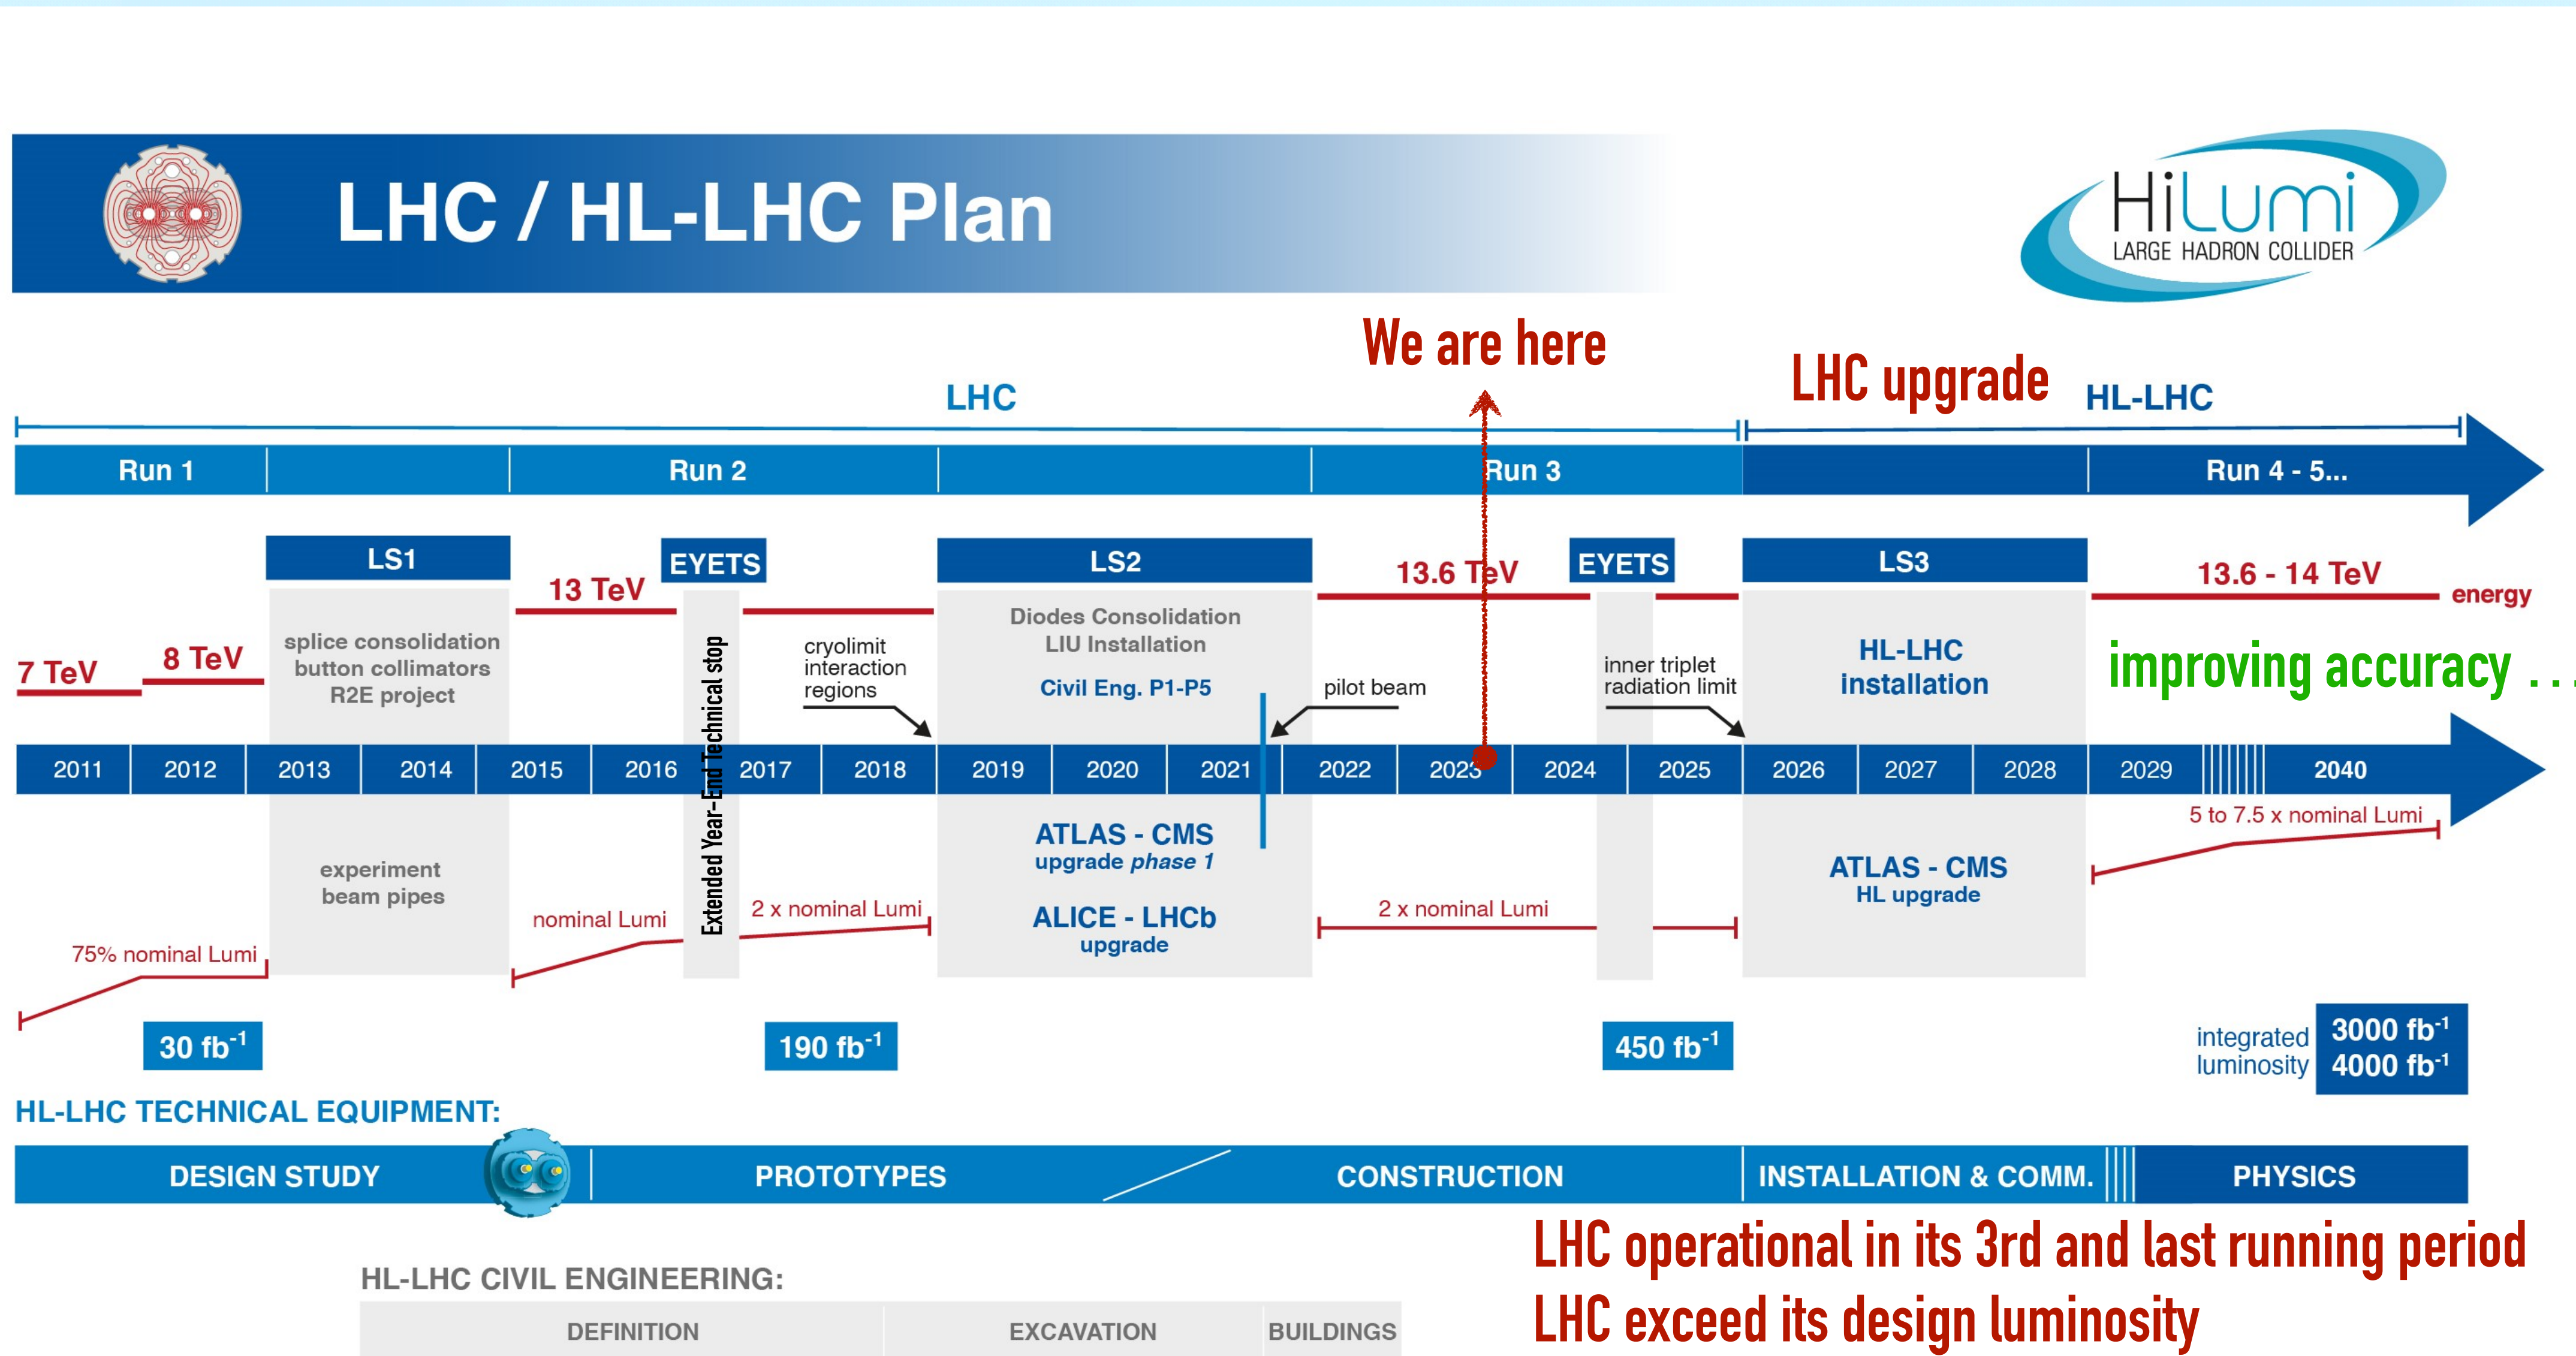 LHC / HL-LHC Plan
HiLumi
LARGE HADRON COLLIDER
We are here
LHC upgrade
LHC
HL-LHC
Run 1
Run 2
Run 3
Run 4 - 5...
LS1
EYETS
LS2
EYETS
LS3
13 TeV
13.6 TeV
13.6 - 14 TeV
energy
7 TeV
8 TeV
splice consolidation
button collimators
R2E project
Extended Year-End Technical stop
cryolimit
interaction
regions
Diodes Consolidation
LIU Installation
Civil Eng. P1-P5
pilot beam
inner triplet
radiation limit
HL-LHC
installation
improving accuracy ...
2011 2012 2013 2014 2015 2016 2017 2018 2019 2020 2021 2022 2023 2024 2025 2026 2027 2028 2029 2040
experiment
beam pipes
75% nominal Lumi
nominal Lumi
2 x nominal Lumi
ATLAS - CMS
upgrade phase 1
ALICE - LHCb
upgrade
2 x nominal Lumi
ATLAS - CMS
HL upgrade
5 to 7.5 x nominal Lumi
30 fb⁻¹
190 fb⁻¹
450 fb⁻¹
integrated
luminosity
3000 fb⁻¹
4000 fb⁻¹
HL-LHC TECHNICAL EQUIPMENT:
DESIGN STUDY
PROTOTYPES
CONSTRUCTION
INSTALLATION & COMM.
PHYSICS
LHC operational in its 3rd and last running period
LHC exceed its design luminosity
HL-LHC CIVIL ENGINEERING:
DEFINITION
EXCAVATION
BUILDINGS